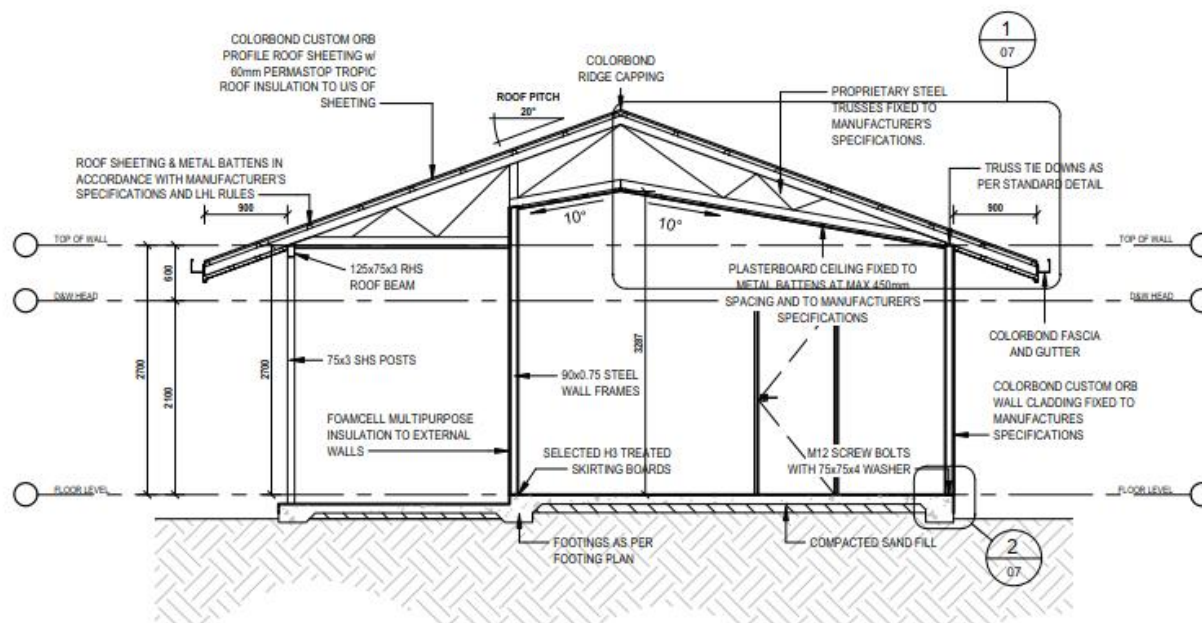 COLORBOND CUSTOM ORB
PROFILE ROOF SHEETING w/
60mm PERMASTOP TROPIC
ROOF INSULATION TO U/S OF
SHEETING
COLORBOND
RIDGE CAPPING
1
07
ROOF PITCH
20°
PROPRIETARY STEEL
TRUSSES FIXED TO
MANUFACTURER'S
SPECIFICATIONS.
ROOF SHEETING & METAL BATTENS IN
ACCORDANCE WITH MANUFACTURER'S
SPECIFICATIONS AND LHL RULES
TRUSS TIE DOWNS AS
PER STANDARD DETAIL
900
900
10°
10°
TOP OF WALL
TOP OF WALL
600
125x75x3 RHS
ROOF BEAM
PLASTERBOARD CEILING FIXED TO
METAL BATTENS AT MAX 450mm
SPACING AND TO MANUFACTURER'S
SPECIFICATIONS
D&W HEAD
D&W HEAD
COLORBOND FASCIA
AND GUTTER
75x3 SHS POSTS
2700
2100
2700
3287
90x0.75 STEEL
WALL FRAMES
COLORBOND CUSTOM ORB
WALL CLADDING FIXED TO
MANUFACTURES
SPECIFICATIONS
FOAMCELL MULTIPURPOSE
INSULATION TO EXTERNAL
WALLS
SELECTED H3 TREATED
SKIRTING BOARDS
M12 SCREW BOLTS
WITH 75x75x4 WASHER
FLOOR LEVEL
FLOOR LEVEL
FOOTINGS AS PER
FOOTING PLAN
COMPACTED SAND FILL
2
07